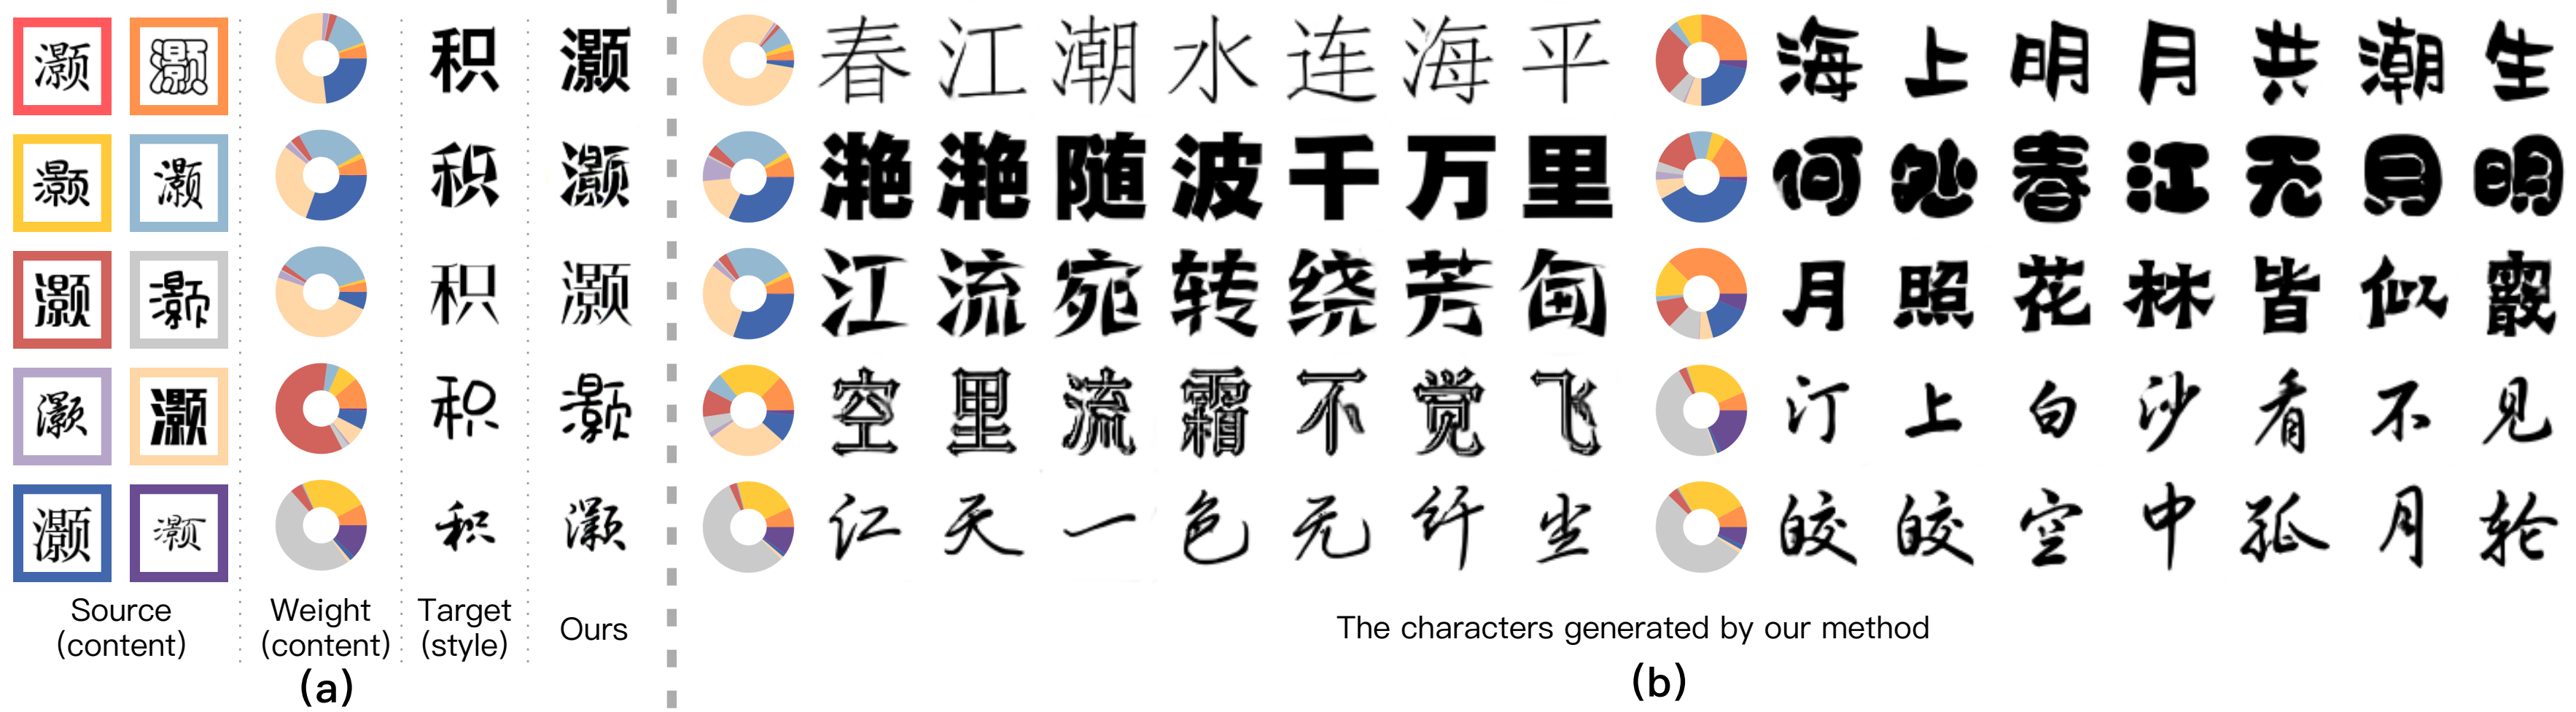 灏 灏 积 灏
灏 灏 积 灏
灏 灏 积 灏
灏 灏 积 灏
灏 灏 积 灏
Source (content)
Weight (content)
Target (style)
Ours
(a)
春江潮水连海平 海上明月共潮生
滟滟随波千万里 何处春江无月明
江流宛转绕芳甸 月照花林皆似霰
空里流霜不觉飞 汀上白沙看不见
江天一色无纤尘 皎皎空中孤月轮
The characters generated by our method
(b)